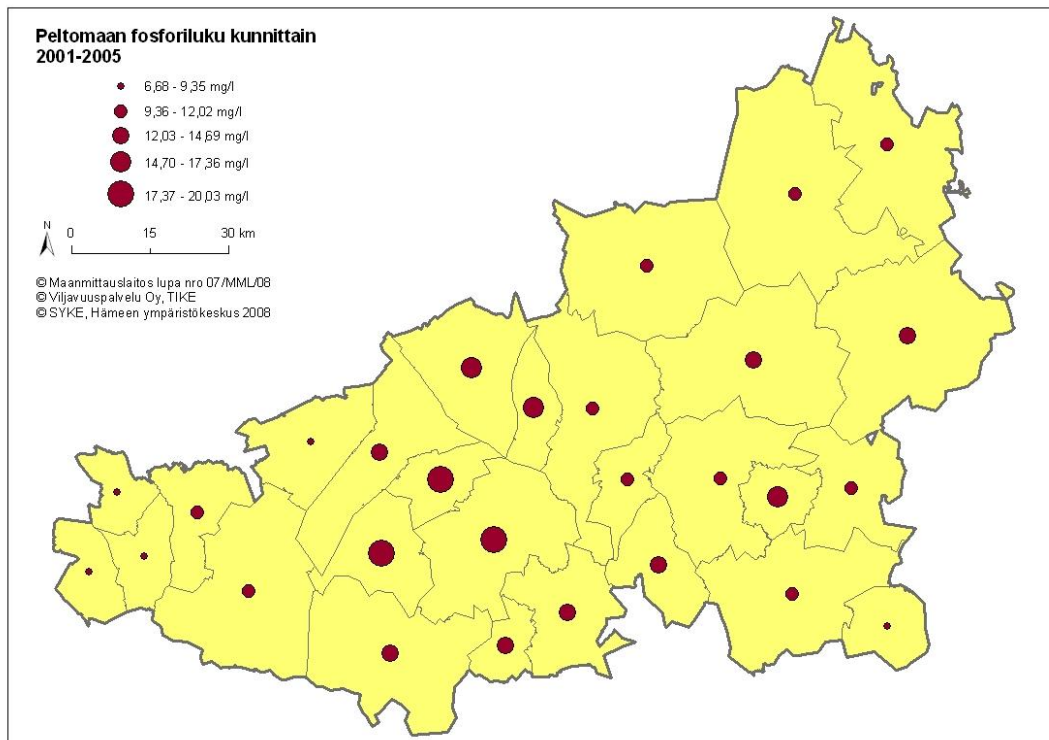 Peltomaan fosforiluku kunnittain
2001-2005
6,68 - 9,35 mg/l
9,36 - 12,02 mg/l
12,03 - 14,69 mg/l
14,70 - 17,36 mg/l
17,37 - 20,03 mg/l
N
0 15 30 km
© Maanmittauslaitos lupa nro 07/MML/08
© Viljavuuspalvelu Oy, TIKE
© SYKE, Hämeen ympäristökeskus 2008